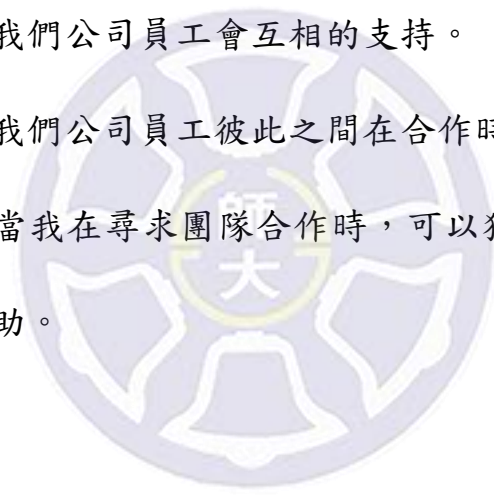 我們公司員工會互相的支持。
我們公司員工彼此之間在合作時
當我在尋求團隊合作時，可以獲
師大
助。